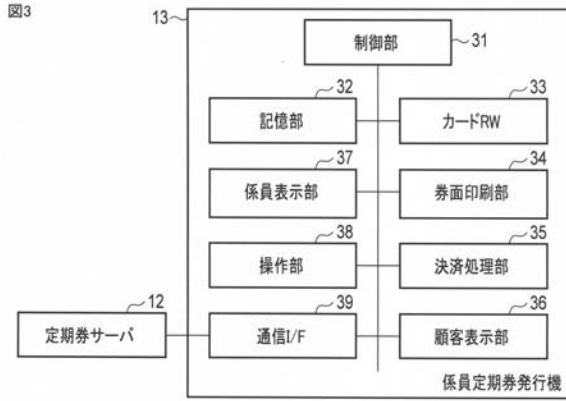 図3
13
制御部
31
32
33
記憶部
カードRW
37
34
係員表示部
券面印刷部
38
35
操作部
決済処理部
12
39
36
定期券サーバ
通信I/F
顧客表示部
係員定期券発行機